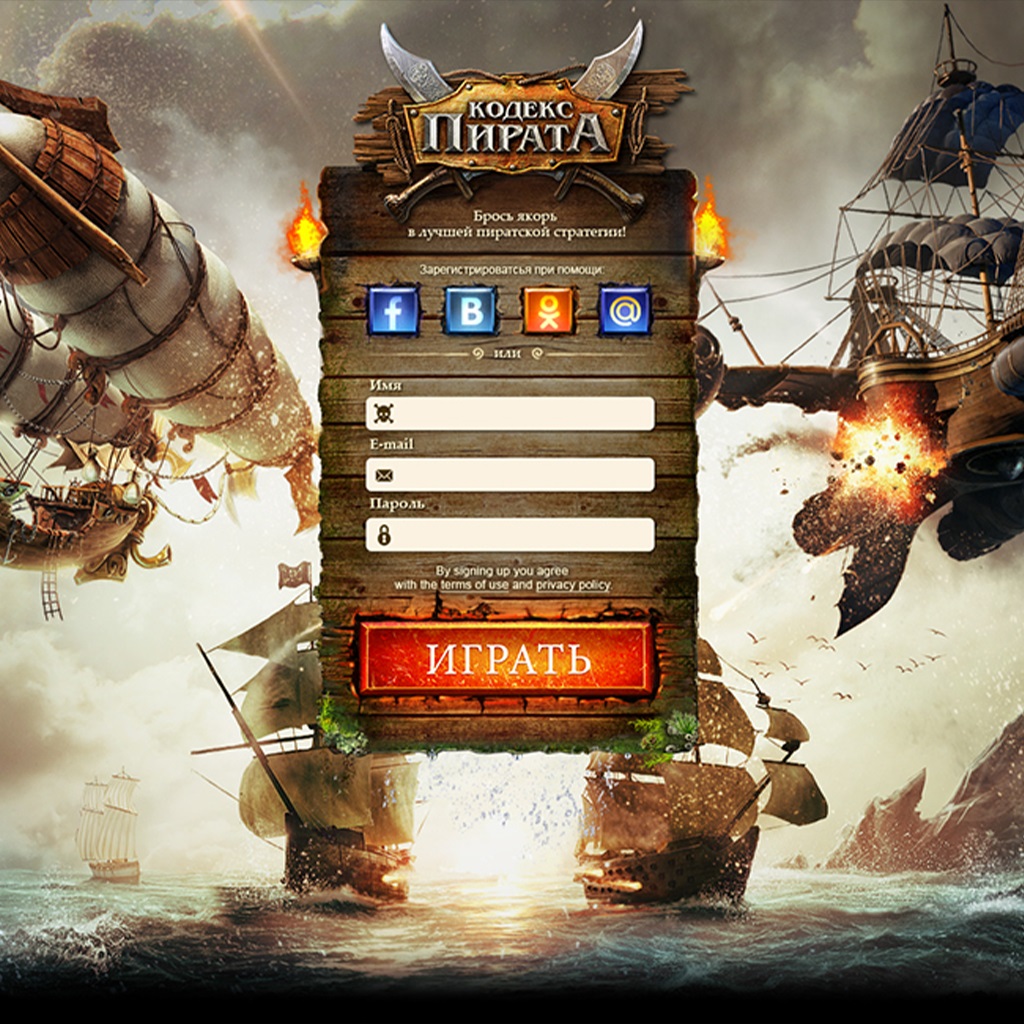 КОДЕКС
ПИРАТА
Брось якорь
в лучшей пиратской стратегии!
Зарегистрироваться при помощи:
f
B
@
или
Имя
E-mail
Пароль
By signing up you agree
with the terms of use and privacy policy.
ИГРАТЬ